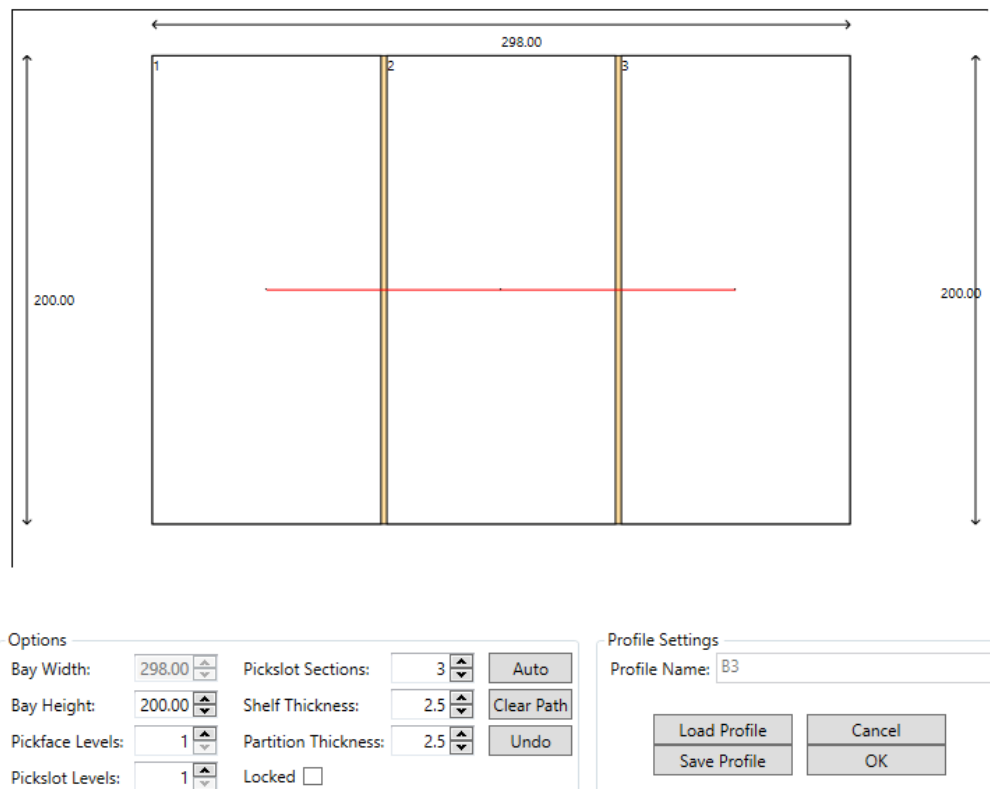 298.00
1
2
3
200.00
200.00
Options
Bay Width: 298.00 Pickslot Sections: 3 Auto
Bay Height: 200.00 Shelf Thickness: 2.5 Clear Path
Pickface Levels: 1 Partition Thickness: 2.5 Undo
Pickslot Levels: 1 Locked
Profile Settings
Profile Name: B3
Load Profile Cancel
Save Profile OK